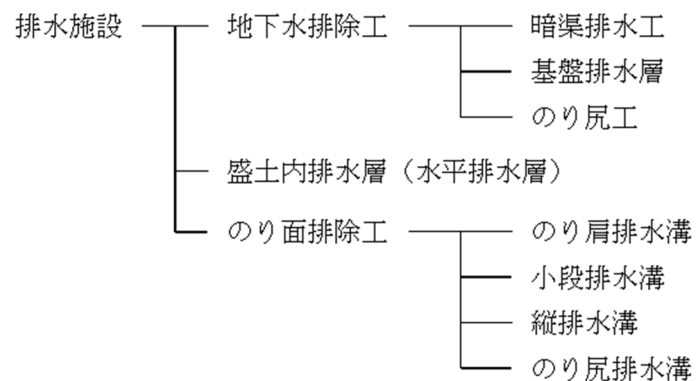 排水施設 地下水排除工 暗渠排水工
基盤排水層
のり尻工
盛土内排水層（水平排水層）
のり面排除工 のり肩排水溝
小段排水溝
縦排水溝
のり尻排水溝